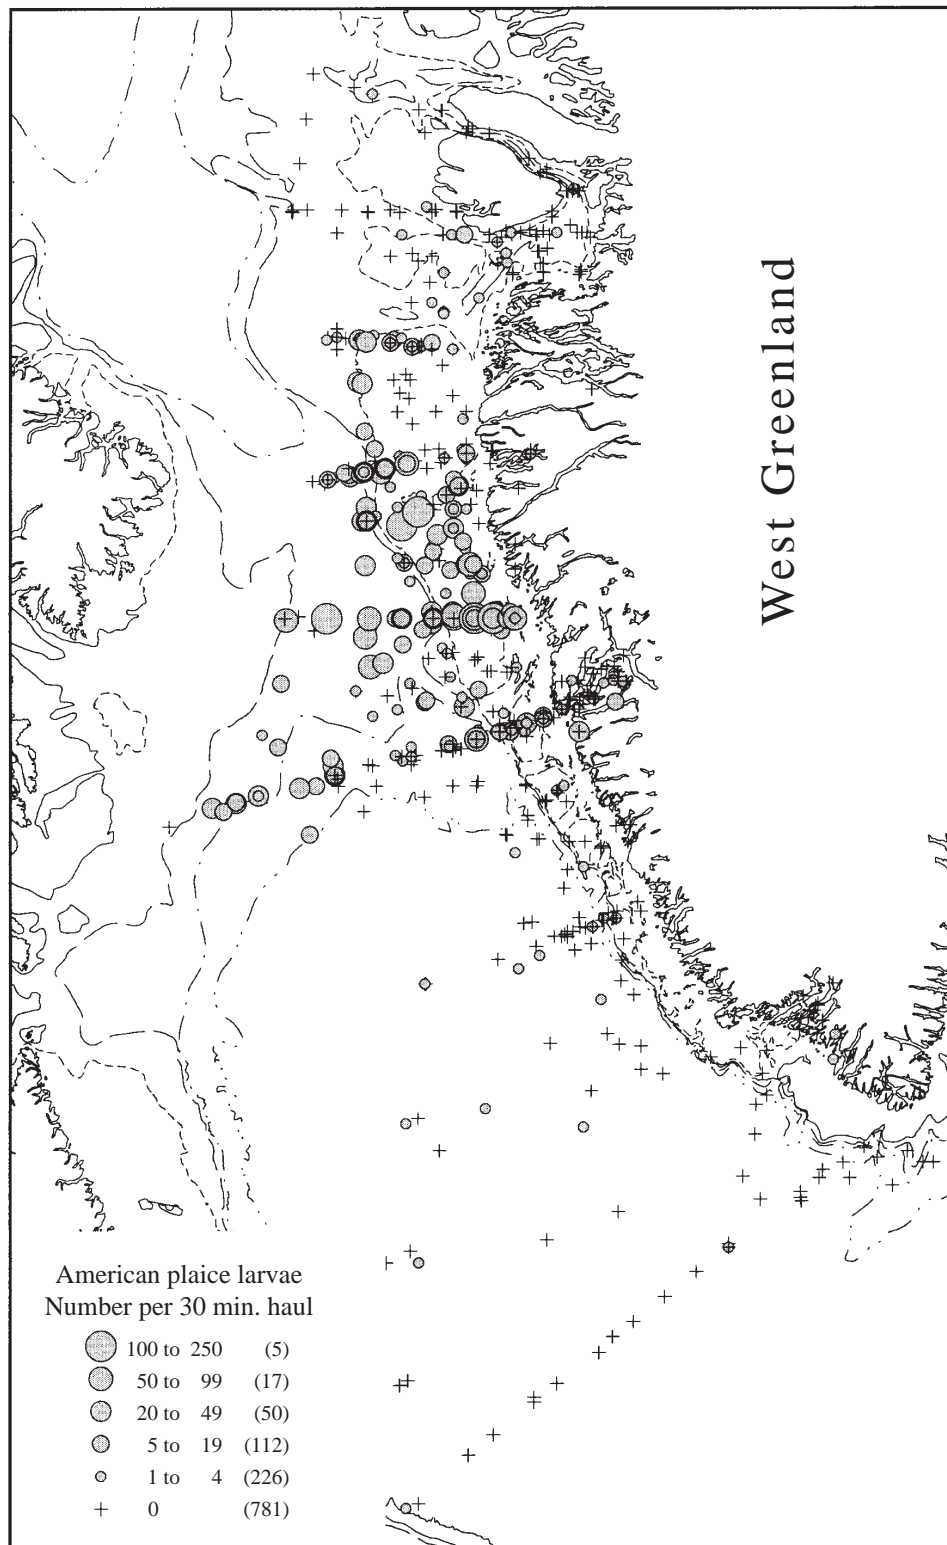 West Greenland
American plaice larvae
Number per 30 min. haul
100 to 250 (5)
50 to 99 (17)
20 to 49 (50)
5 to 19 (112)
1 to 4 (226)
0 (781)